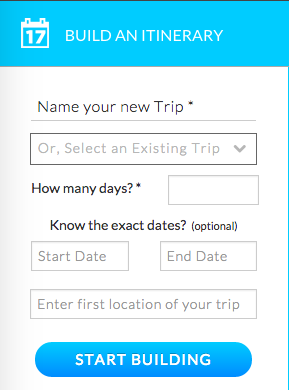 17 BUILD AN ITINERARY
Name your new Trip *
Or, Select an Existing Trip
How many days? *
Know the exact dates? (optional)
Start Date End Date
Enter first location of your trip
START BUILDING